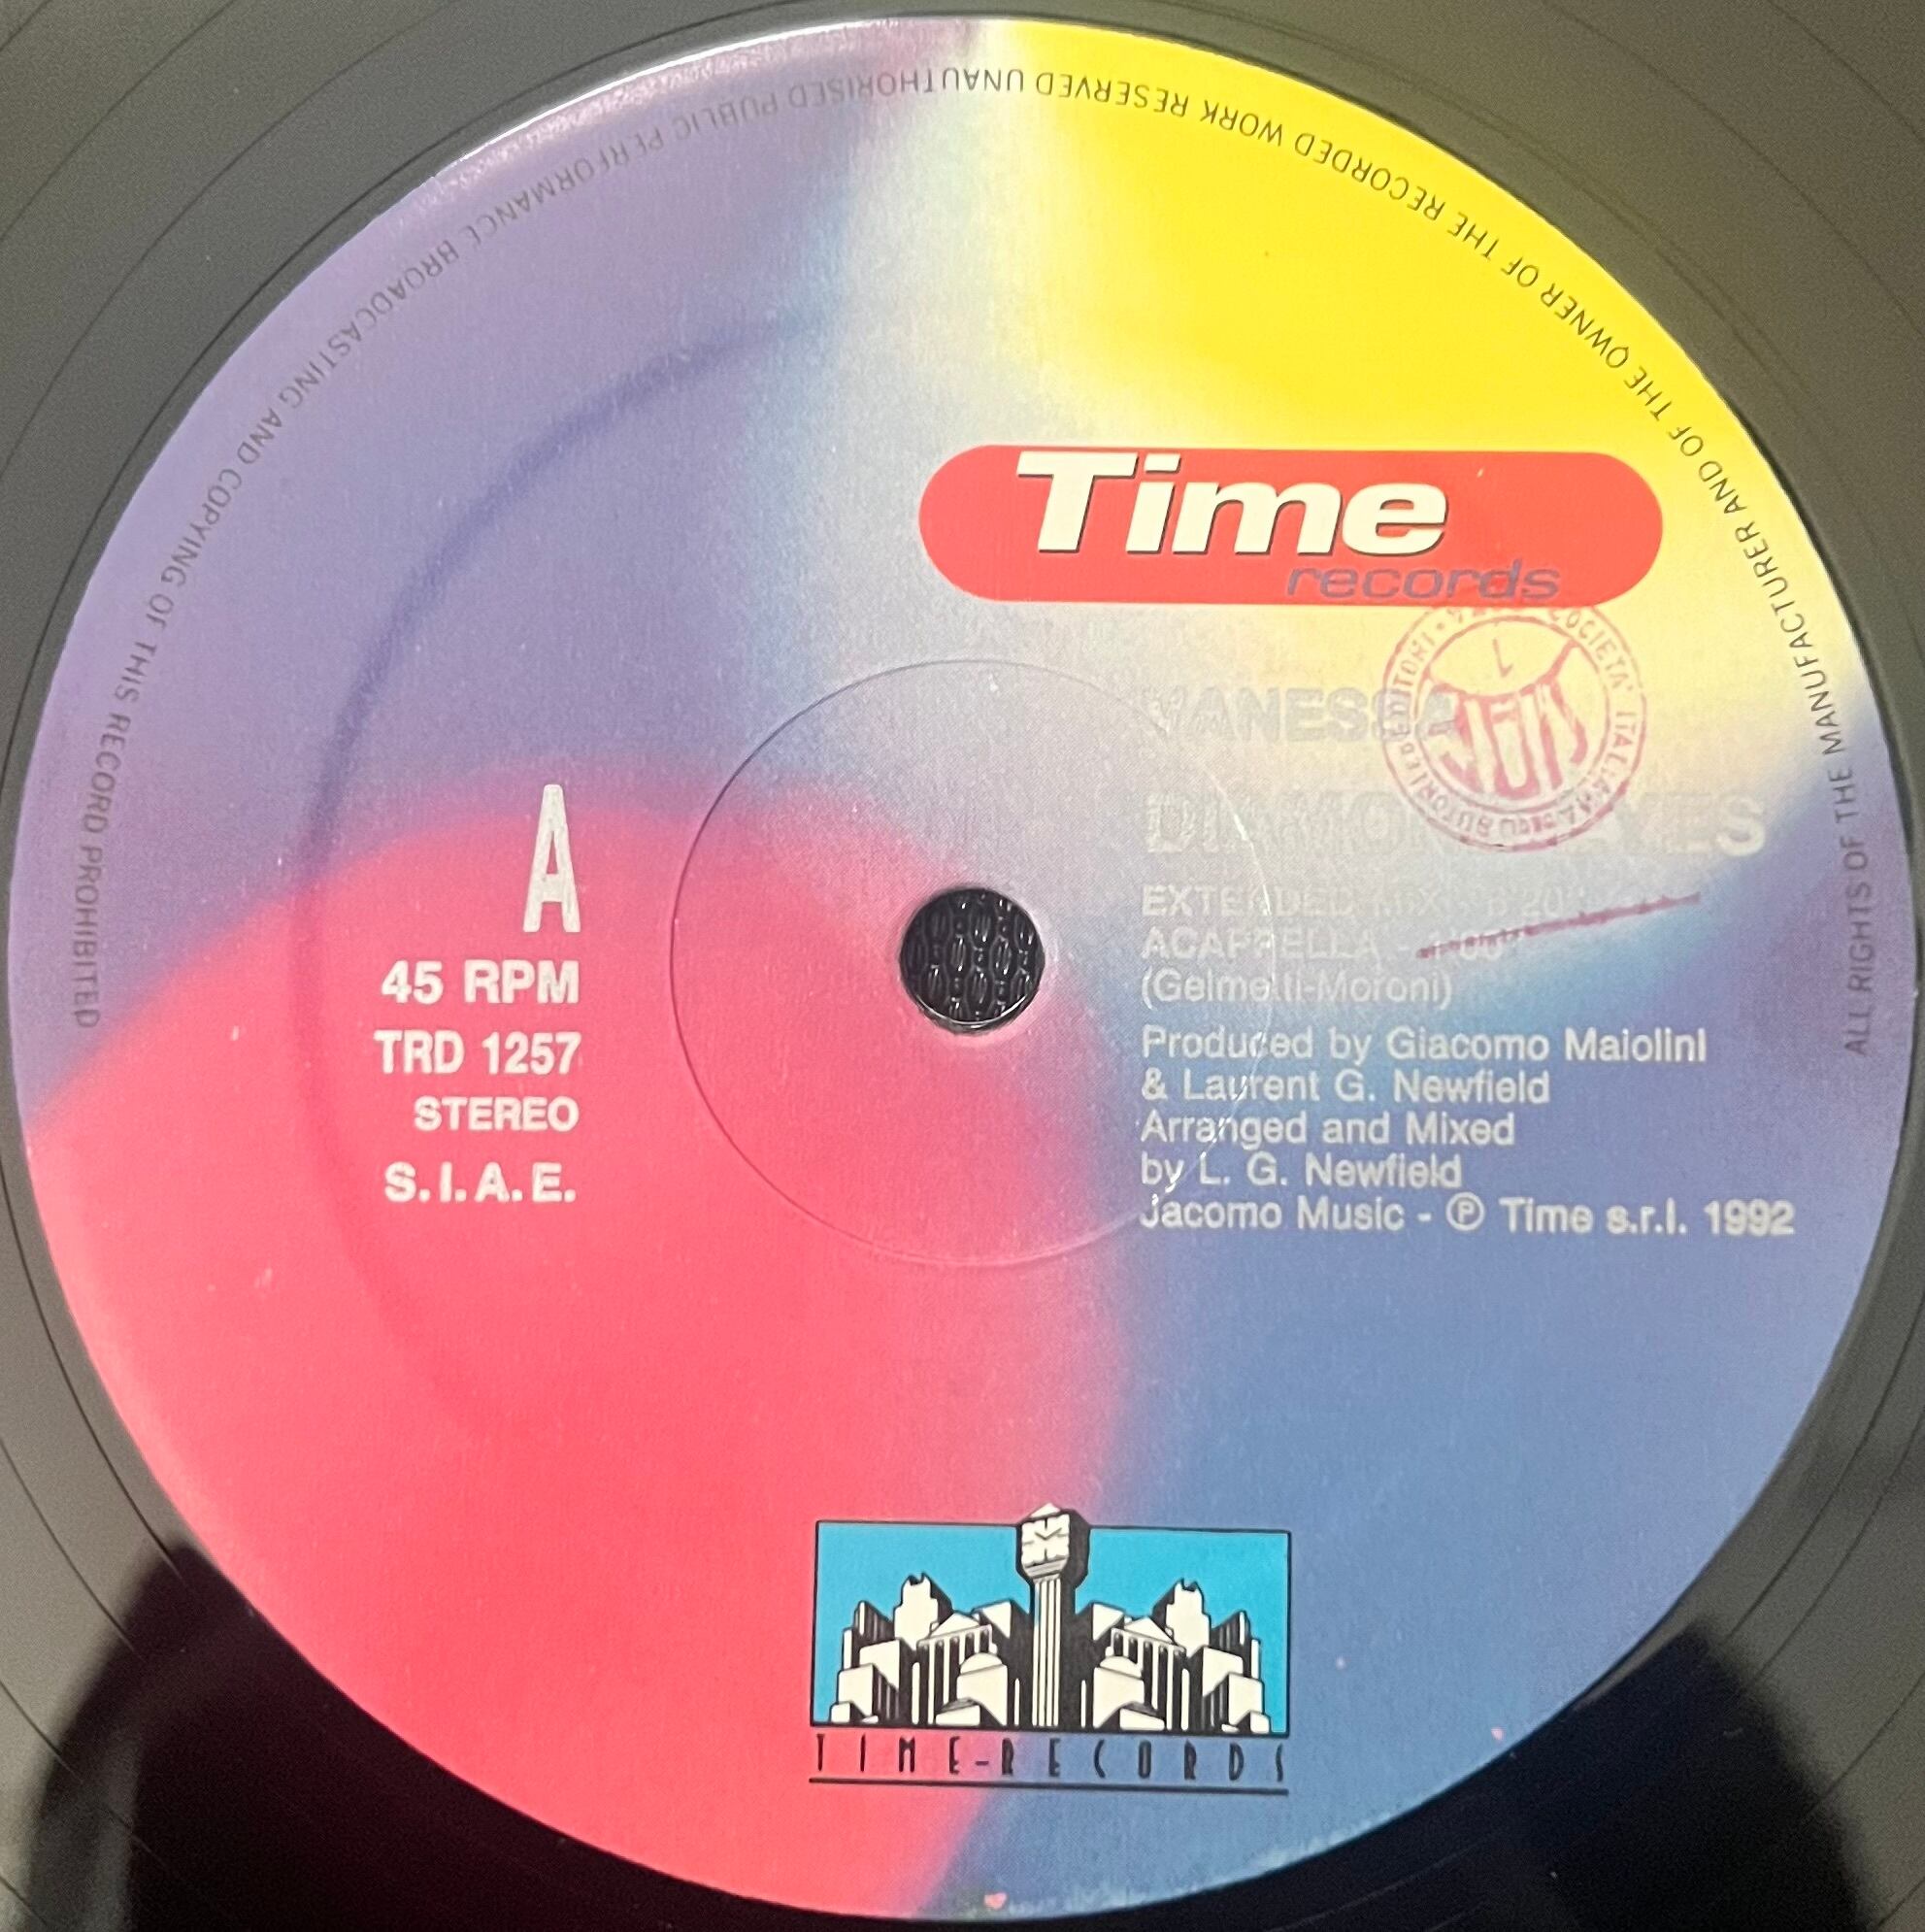 Time
records
VANESSA
A
EXTENDED MIX
ACAPPELLA
(Gelmetti-Moroni)
45 RPM
TRD 1257
STEREO
S.I.A.E.
Produced by Giacomo Maiolini
& Laurent G. Newfield
Arranged and Mixed
by L. G. Newfield
Jacomo Music - ℗ Time s.r.l. 1992
TIME-RECORDS
ALL RIGHTS OF THE MANUFACTURER AND OF THE OWNER OF THE RECORDED WORK RESERVED UNAUTHORISED PUBLIC PERFORMANCE BROADCASTING AND COPYING OF THIS RECORD PROHIBITED